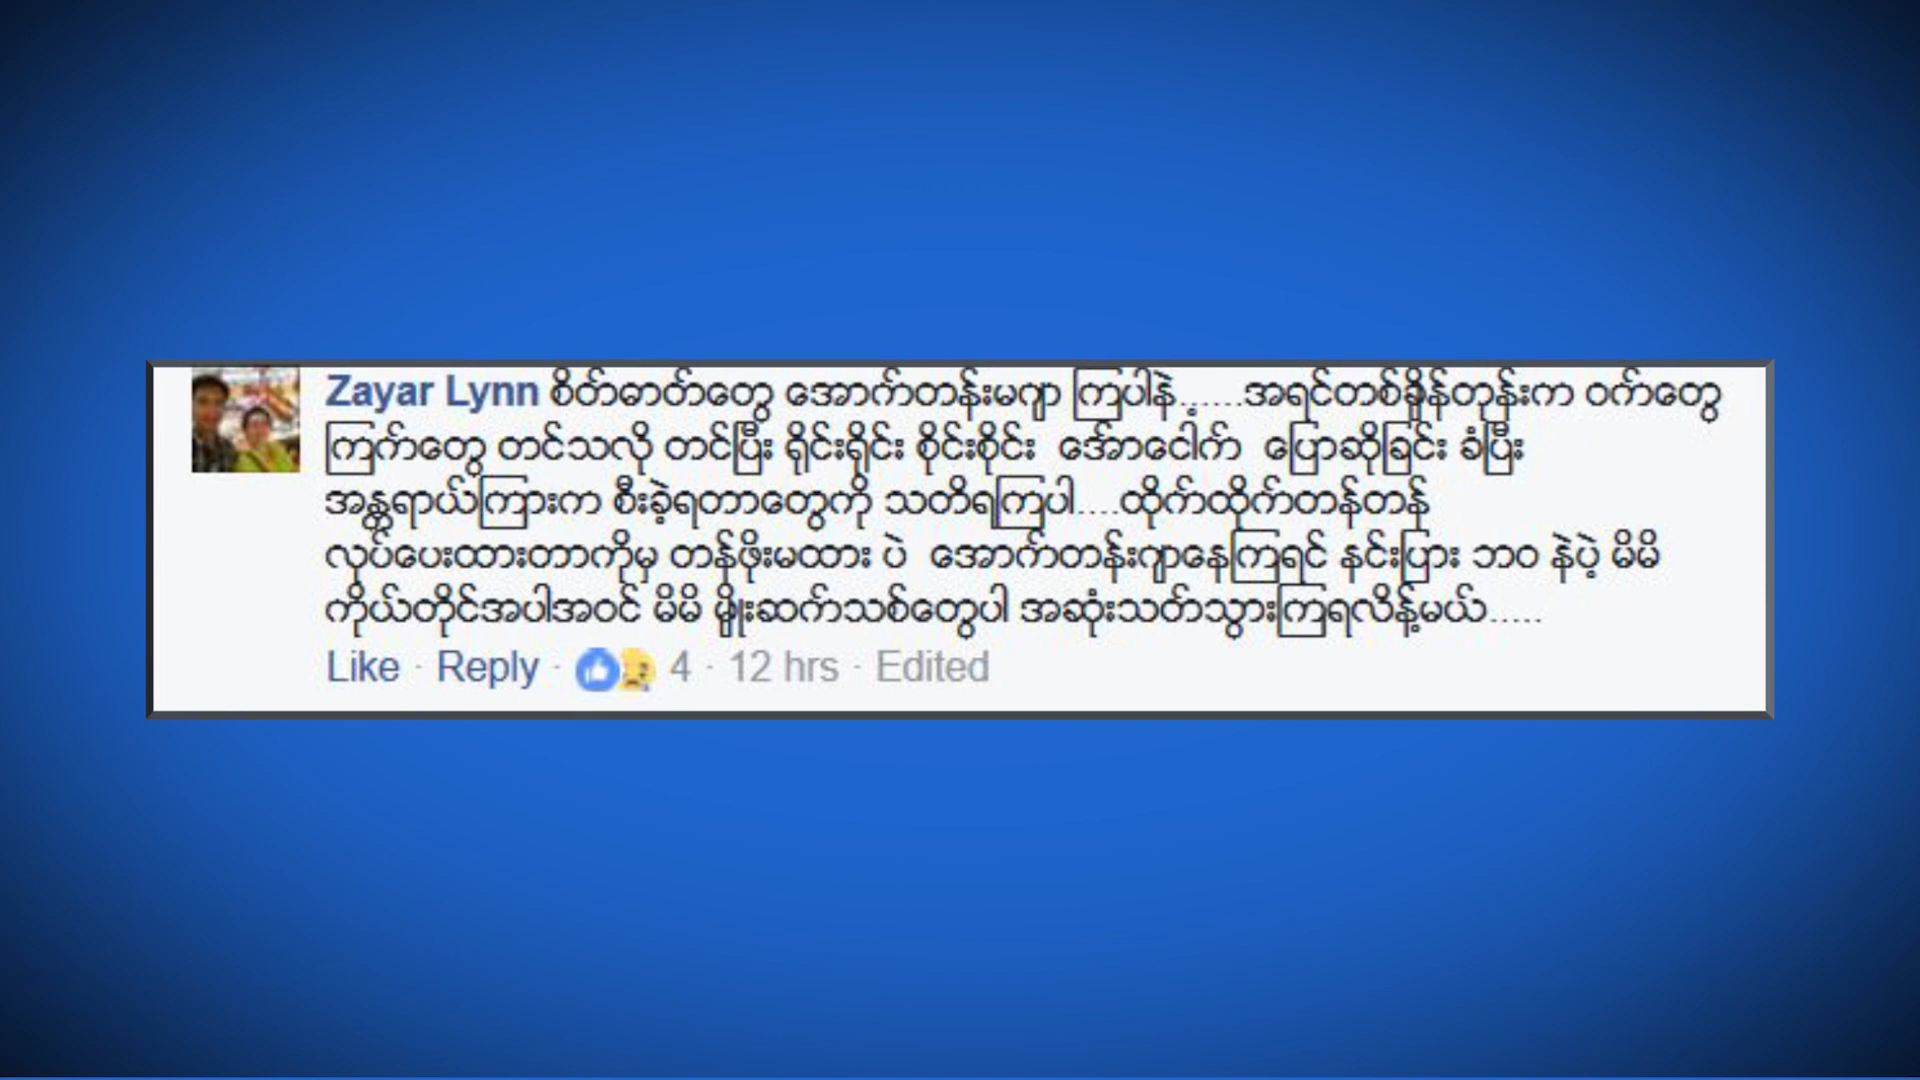 Zayar Lynn စိတ်ဓာတ်တွေ အောက်တန်းမကျ ကြပါနဲ့......အရင်တစ်ချိန်တုန်းက ဝက်တွေ
ကြက်တွေ တင်သလို တင်ပြီး ရိုင်းရိုင်း စိုင်းစိုင်း အော်ငေါက် ပြောဆိုခြင်း ခံပြီး
အန္တရာယ်ကြားက စီးခဲ့ရတာတွေကို သတိရကြပါ....ထိုက်ထိုက်တန်တန်
လုပ်ပေးထားတာကိုမှ တန်ဖိုးမထား ပဲ အောက်တန်းကျနေကြရင် နင်းပြား ဘဝ နဲ့ပဲ မိမိ
ကိုယ်တိုင်အပါအဝင် မိမိ မျိုးဆက်သစ်တွေပါ အဆုံးသတ်သွားကြရလိမ့်မယ်.....
Like · Reply · 4 · 12 hrs · Edited